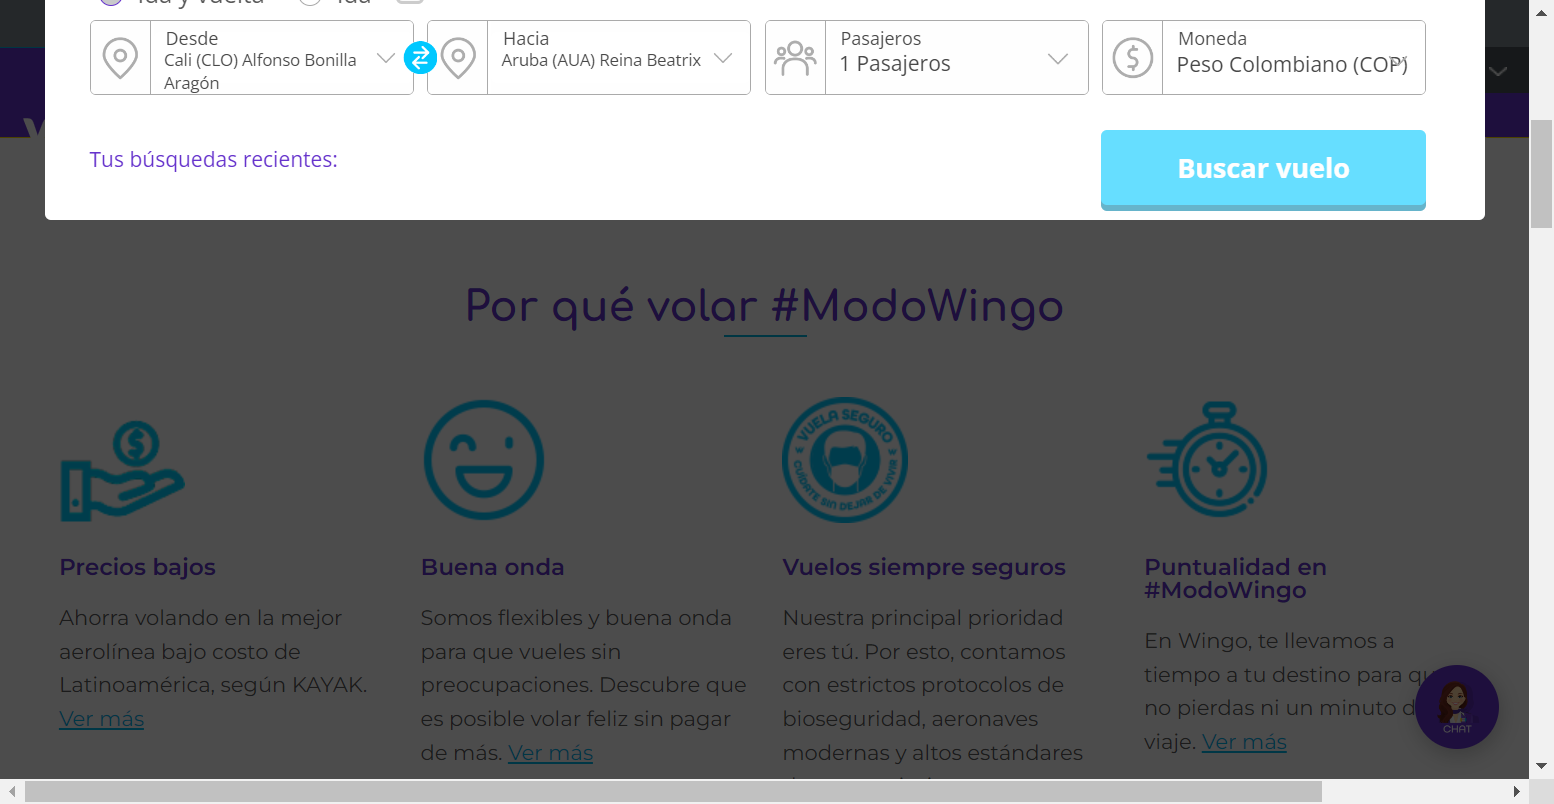 Ida y vuelta Ida
Desde
Cali (CLO) Alfonso Bonilla
Aragón
Hacia
Aruba (AUA) Reina Beatrix
Pasajeros
1 Pasajeros
Moneda
Peso Colombiano (COP)
Tus búsquedas recientes:
Buscar vuelo
Por qué volar #ModoWingo
Precios bajos
Ahorra volando en la mejor
aerolínea bajo costo de
Latinoamérica, según KAYAK.
Ver más
Buena onda
Somos flexibles y buena onda
para que vueles sin
preocupaciones. Descubre que
es posible volar feliz sin pagar
de más. Ver más
VUELA SEGURO
CUÍDATE SIN DEJAR DE VIVIR
Vuelos siempre seguros
Nuestra principal prioridad
eres tú. Por esto, contamos
con estrictos protocolos de
bioseguridad, aeronaves
modernas y altos estándares
Puntualidad en
#ModoWingo
En Wingo, te llevamos a
tiempo a tu destino para qu
no pierdas ni un minuto d
viaje. Ver más
CHAT